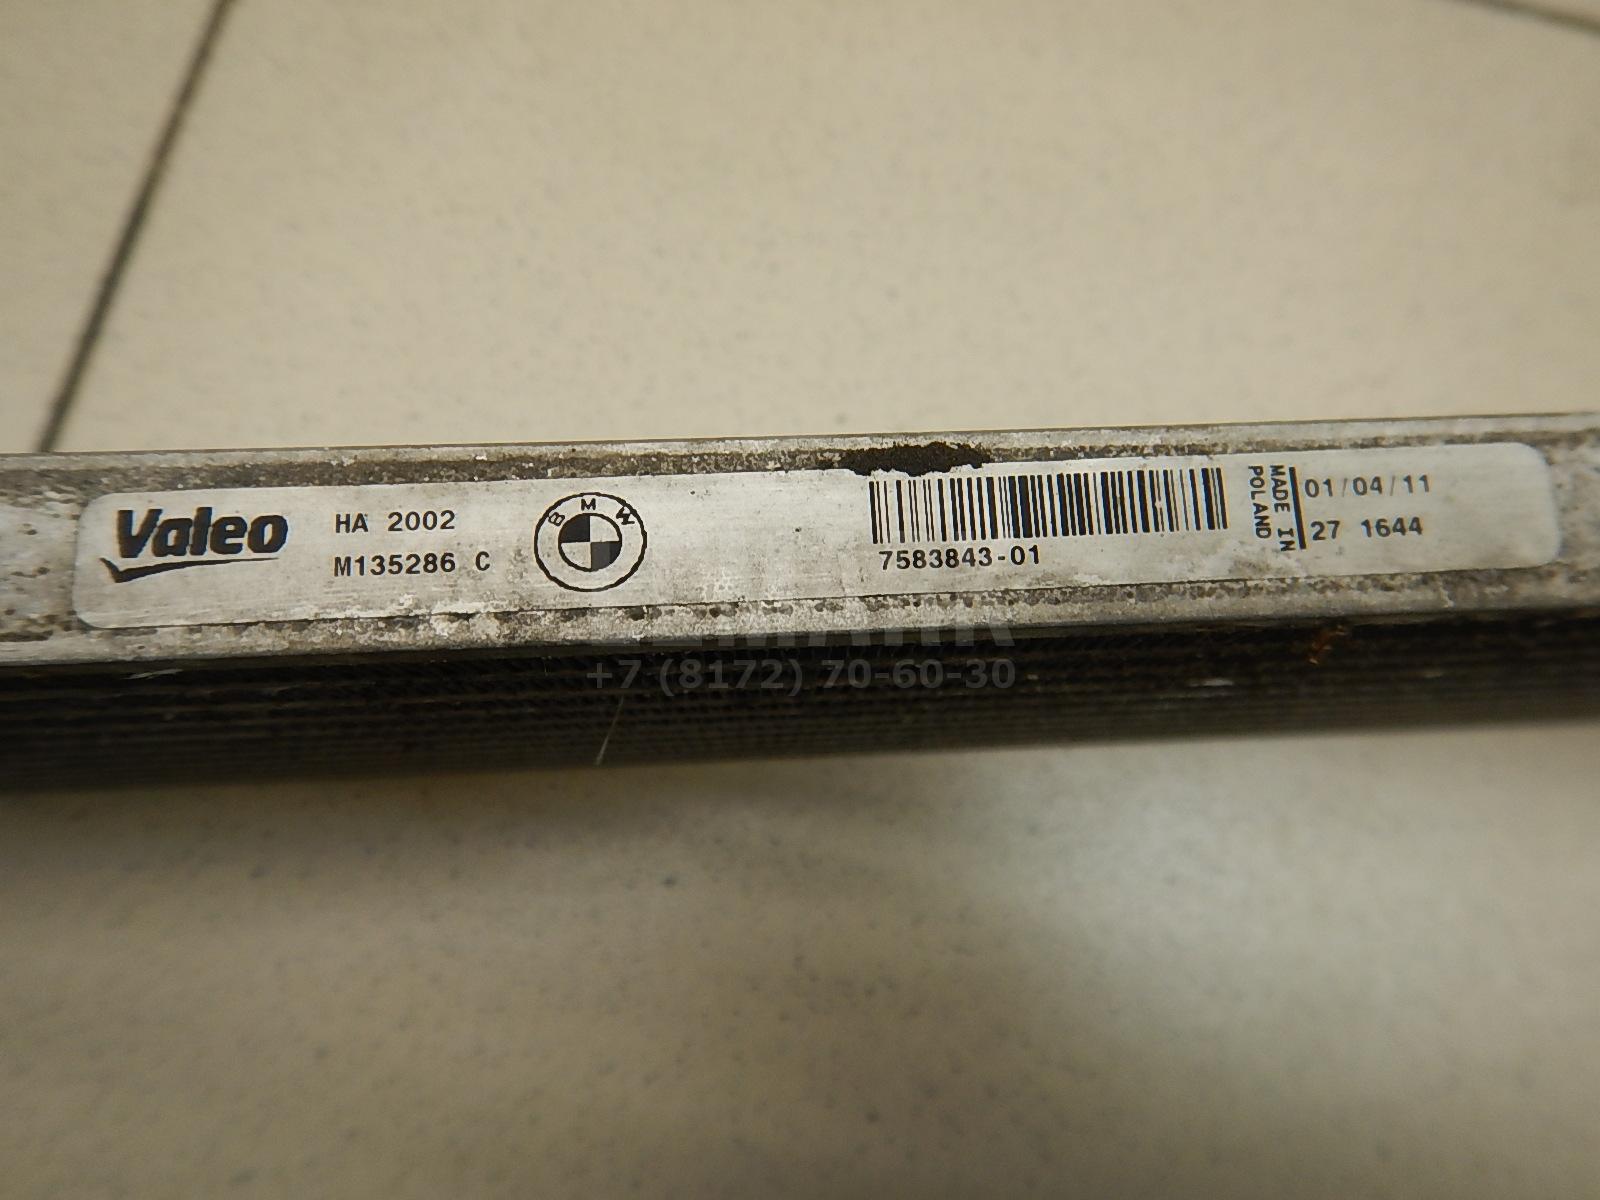 Valeo
HA 2002
M135286 C
BMW
7583843-01
MADE IN
POLAND
01/04/11
27 1644
+7 (8172) 70-60-30